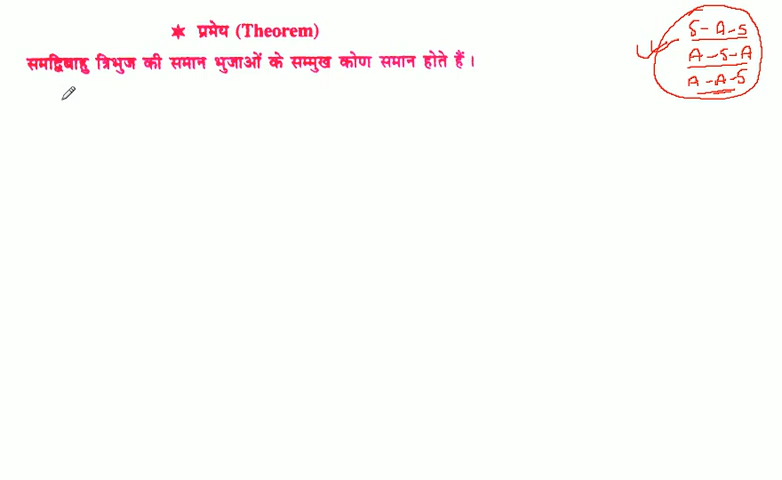 ✶ प्रमेय (Theorem)
समद्विबाहु त्रिभुज की समान भुजाओं के सम्मुख कोण समान होते हैं।
S-A-S
A-S-A
A-A-S